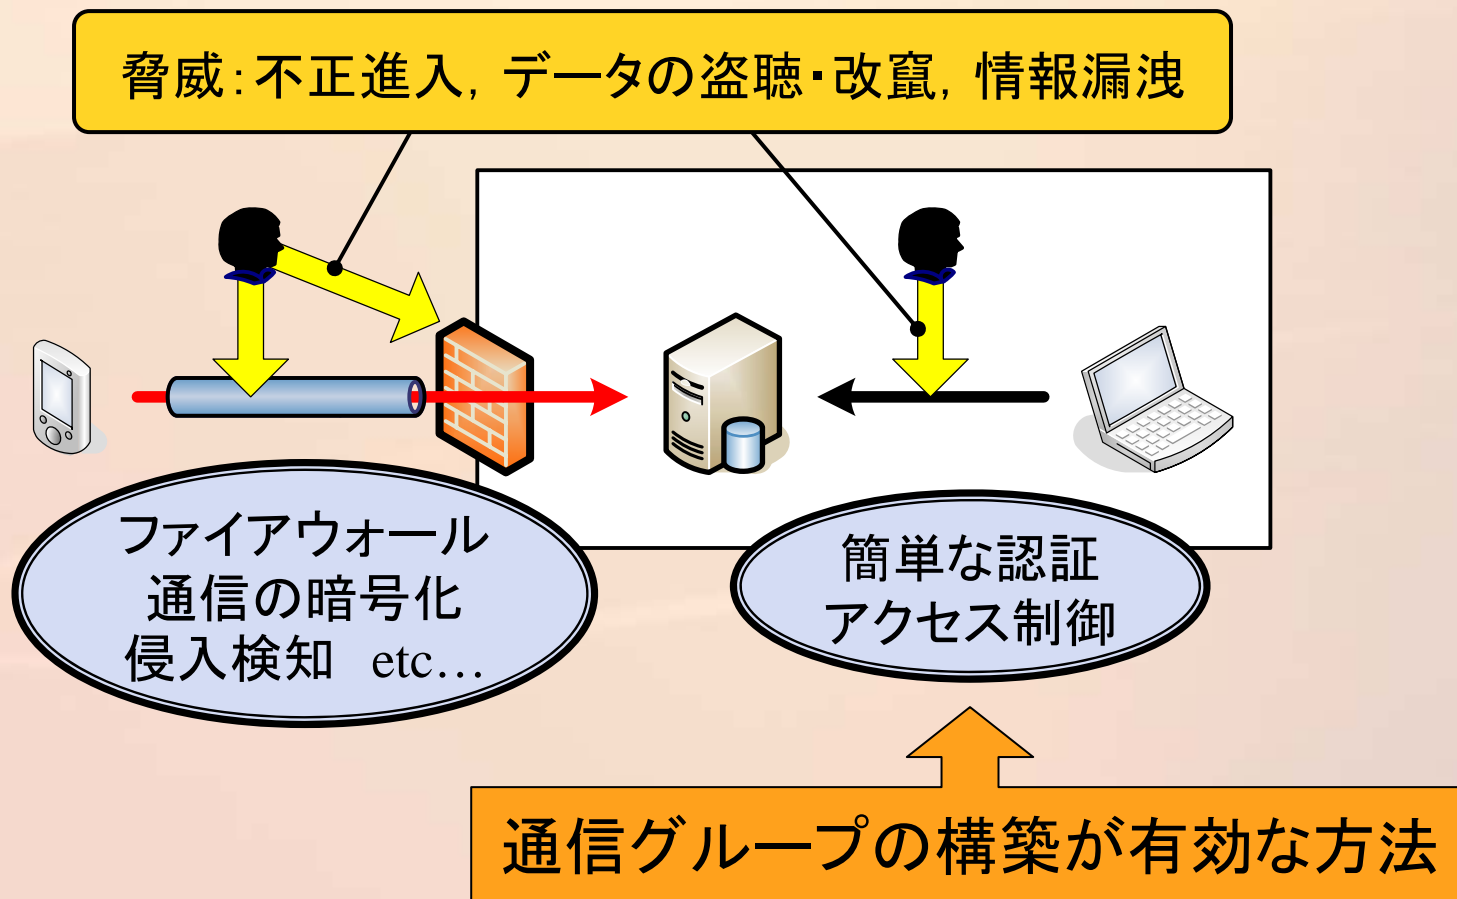 脅威：不正進入，データの盗聴・改竄，情報漏洩
ファイアウォール
通信の暗号化
侵入検知　etc…
簡単な認証
アクセス制御
通信グループの構築が有効な方法